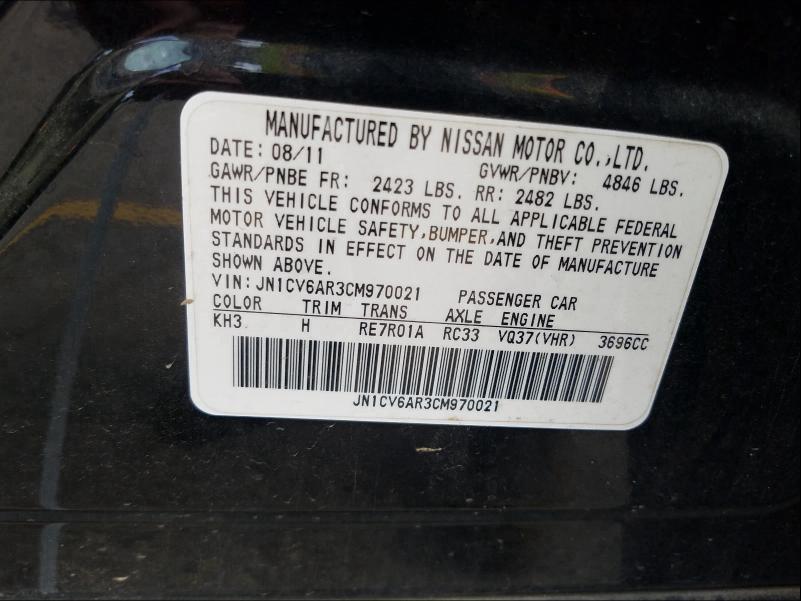 MANUFACTURED BY NISSAN MOTOR CO.,LTD.
DATE: 08/11 GVWR/PNBV: 4846 LBS.
GAWR/PNBE FR: 2423 LBS. RR: 2482 LBS.
THIS VEHICLE CONFORMS TO ALL APPLICABLE FEDERAL
MOTOR VEHICLE SAFETY,BUMPER,AND THEFT PREVENTION
STANDARDS IN EFFECT ON THE DATE OF MANUFACTURE
SHOWN ABOVE.
VIN:JN1CV6AR3CM970021 PASSENGER CAR
COLOR TRIM TRANS AXLE ENGINE
KH3 H RE7R01A RC33 VQ37(VHR) 3696CC
JN1CV6AR3CM970021